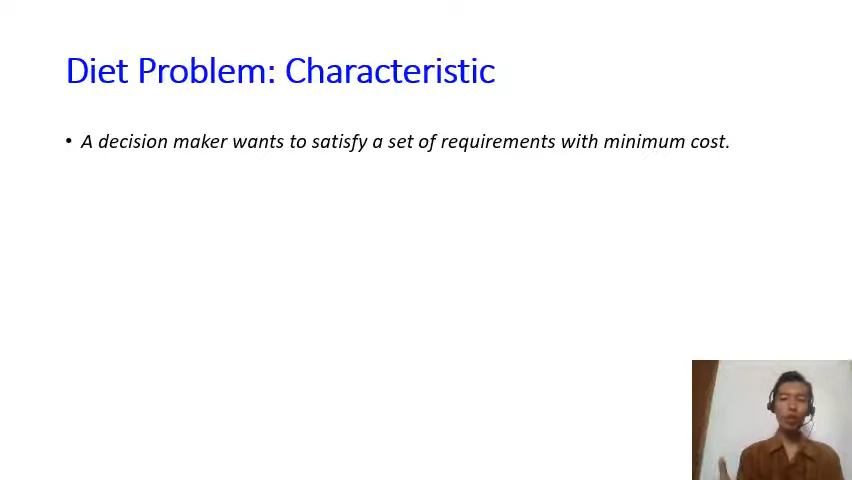 Diet Problem: Characteristic
• A decision maker wants to satisfy a set of requirements with minimum cost.